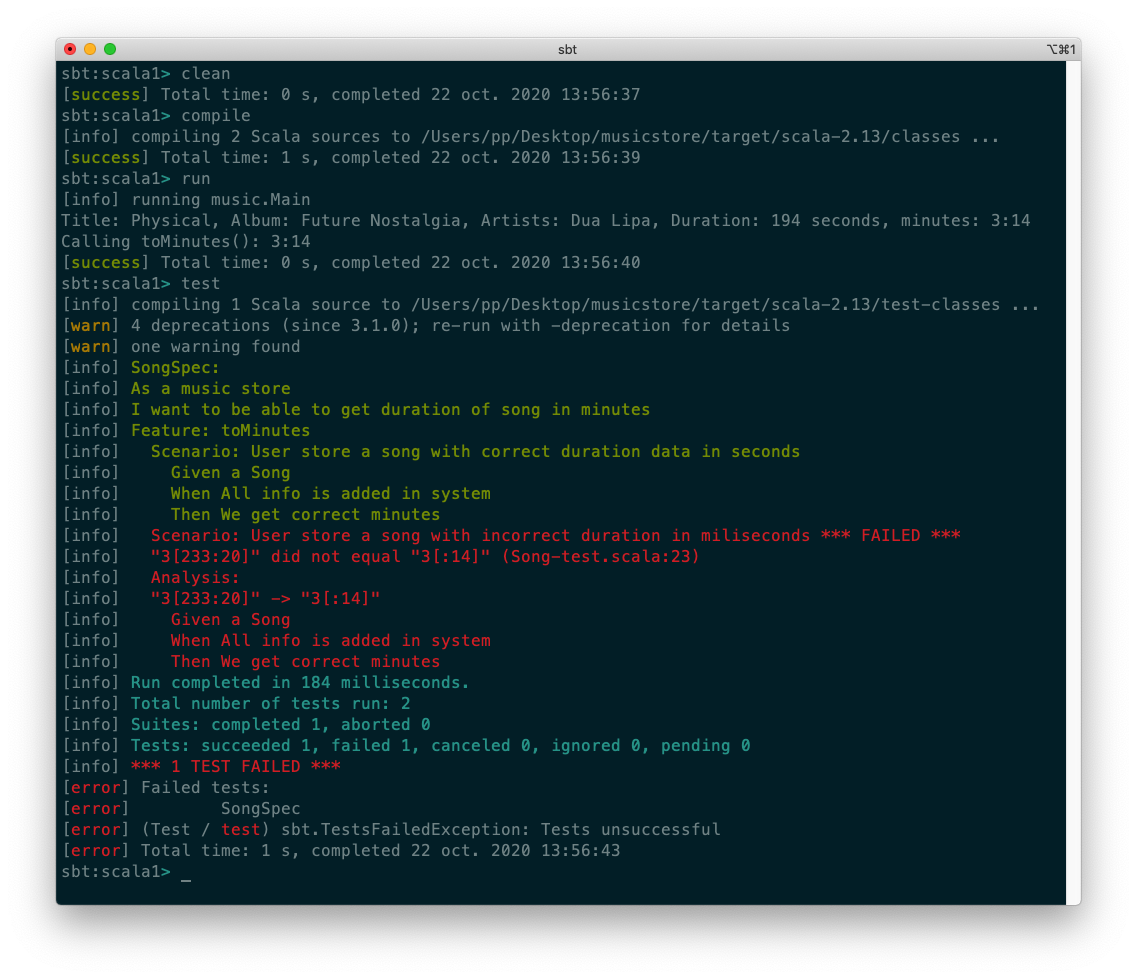 sbt
⌥⌘1
sbt:scala1> clean
[success] Total time: 0 s, completed 22 oct. 2020 13:56:37
sbt:scala1> compile
[info] compiling 2 Scala sources to /Users/pp/Desktop/musicstore/target/scala-2.13/classes ...
[success] Total time: 1 s, completed 22 oct. 2020 13:56:39
sbt:scala1> run
[info] running music.Main
Title: Physical, Album: Future Nostalgia, Artists: Dua Lipa, Duration: 194 seconds, minutes: 3:14
Calling toMinutes(): 3:14
[success] Total time: 0 s, completed 22 oct. 2020 13:56:40
sbt:scala1> test
[info] compiling 1 Scala source to /Users/pp/Desktop/musicstore/target/scala-2.13/test-classes ...
[warn] 4 deprecations (since 3.1.0); re-run with -deprecation for details
[warn] one warning found
[info] SongSpec:
[info] As a music store
[info] I want to be able to get duration of song in minutes
[info] Feature: toMinutes
[info]   Scenario: User store a song with correct duration data in seconds
[info]     Given a Song
[info]     When All info is added in system
[info]     Then We get correct minutes
[info]   Scenario: User store a song with incorrect duration in miliseconds *** FAILED ***
[info]   "3[233:20]" did not equal "3[:14]" (Song-test.scala:23)
[info]   Analysis:
[info]   "3[233:20]" -> "3[:14]"
[info]     Given a Song
[info]     When All info is added in system
[info]     Then We get correct minutes
[info] Run completed in 184 milliseconds.
[info] Total number of tests run: 2
[info] Suites: completed 1, aborted 0
[info] Tests: succeeded 1, failed 1, canceled 0, ignored 0, pending 0
[info] *** 1 TEST FAILED ***
[error] Failed tests:
[error]         SongSpec
[error] (Test / test) sbt.TestsFailedException: Tests unsuccessful
[error] Total time: 1 s, completed 22 oct. 2020 13:56:43
sbt:scala1> _